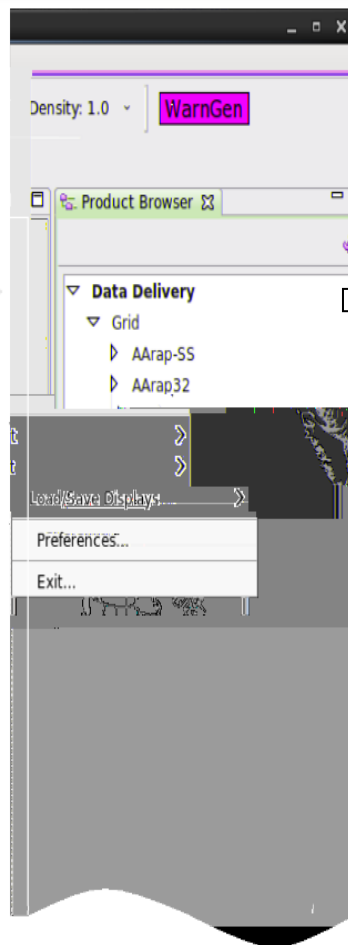 Density: 1.0 WarnGen
Product Browser
Data Delivery
Grid
AArap-SS
AArap32
t
t
Load/Save Displays
Preferences...
Exit...